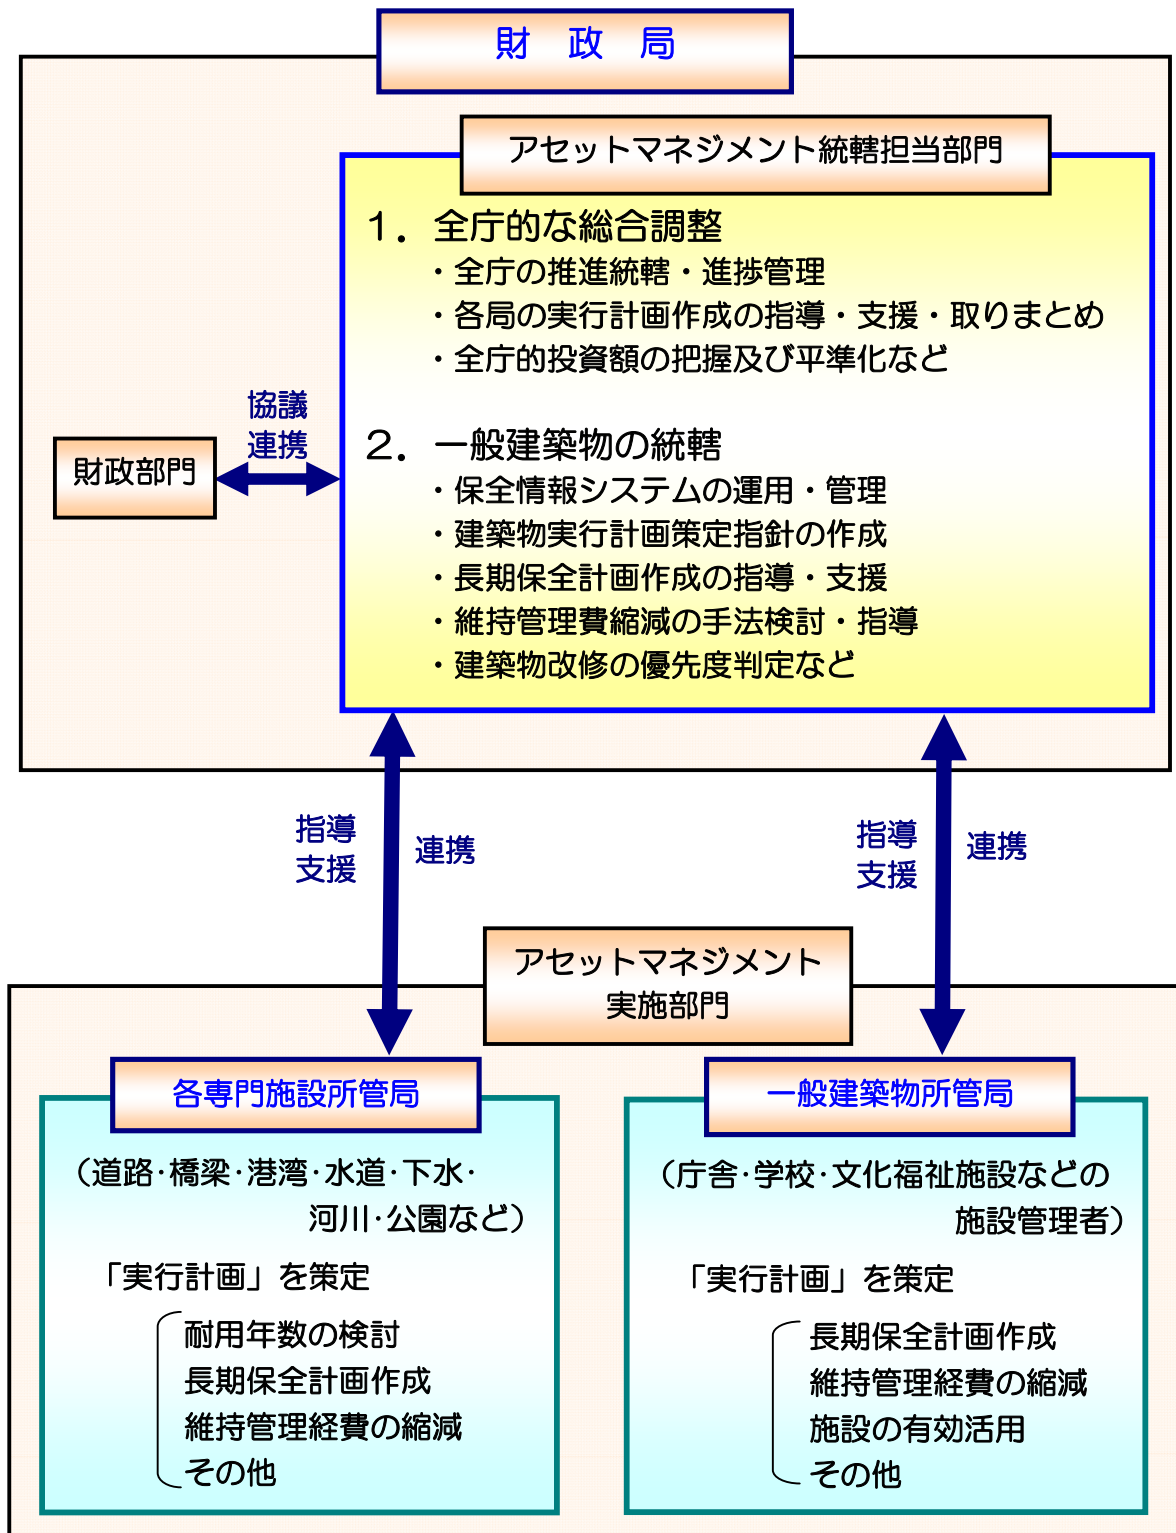 財　政　局
アセットマネジメント統轄担当部門
１．全庁的な総合調整
・全庁の推進統轄・進捗管理
・各局の実行計画作成の指導・支援・取りまとめ
・全庁的投資額の把握及び平準化など
協議
連携
財政部門
２．一般建築物の統轄
・保全情報システムの運用・管理
・建築物実行計画策定指針の作成
・長期保全計画作成の指導・支援
・維持管理費縮減の手法検討・指導
・建築物改修の優先度判定など
指導
支援
連携
指導
支援
連携
アセットマネジメント
実施部門
各専門施設所管局
（道路･橋梁･港湾･水道･下水･
河川･公園など）
「実行計画」を策定
耐用年数の検討
長期保全計画作成
維持管理経費の縮減
その他
一般建築物所管局
（庁舎･学校･文化福祉施設などの
施設管理者）
「実行計画」を策定
長期保全計画作成
維持管理経費の縮減
施設の有効活用
その他